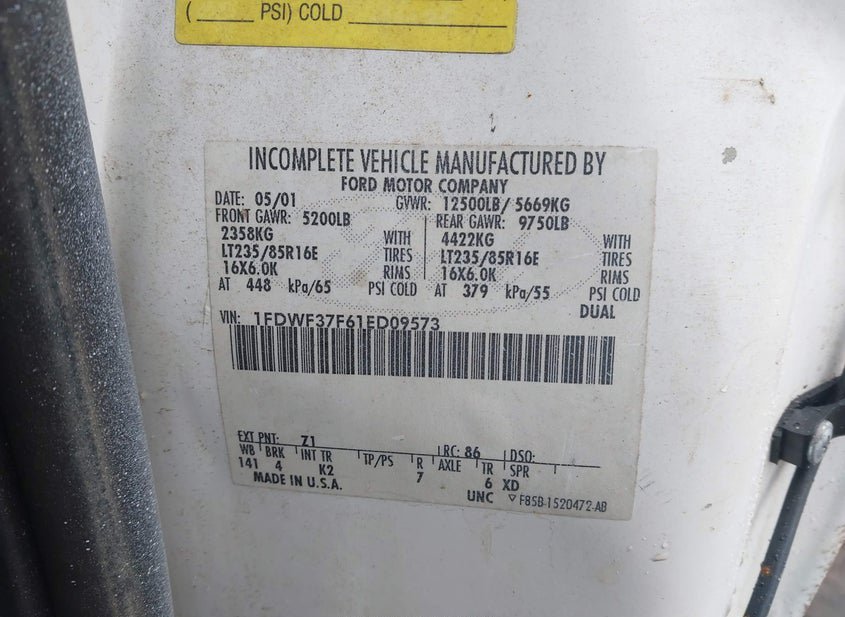 ( _____ PSI) COLD _______________
INCOMPLETE VEHICLE MANUFACTURED BY
FORD MOTOR COMPANY
DATE: 05/01 GVWR: 12500LB/ 5669KG
FRONT GAWR: 5200LB REAR GAWR: 9750LB
2358KG WITH 4422KG WITH
LT235/85R16E TIRES LT235/85R16E TIRES
16X6.0K RIMS 16X6.0K RIMS
AT 448 kPa/65 PSI COLD AT 379 kPa/55 PSI COLD
DUAL
VIN: 1FDWF37F61ED09573
EXT PNT: Z1 RC: 86 DSO:
WB BRK INT TR TP/PS R AXLE TR SPR
141 4 K2 7 6 XD
MADE IN U.S.A. UNC ▽ F85B-1520472-AB